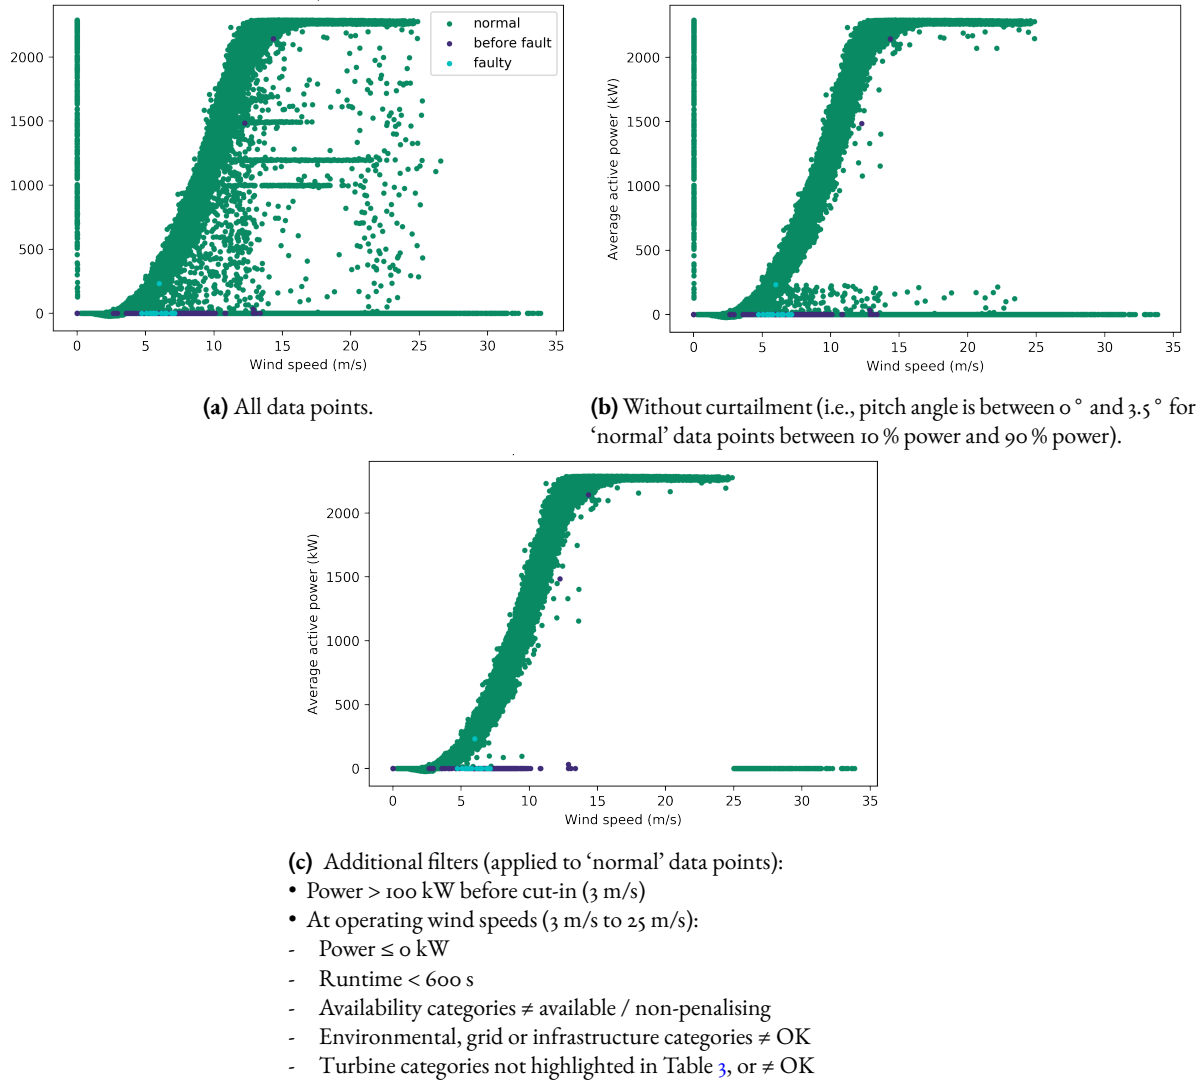 normal
before fault
faulty
2000
1500
1000
500
0
0 5 10 15 20 25 30 35
Wind speed (m/s)
Average active power (kW)
2000
1500
1000
500
0
0 5 10 15 20 25 30 35
Wind speed (m/s)
(a) All data points.
(b) Without curtailment (i.e., pitch angle is between 0° and 3.5° for
‘normal’ data points between 10 % power and 90 % power).
Average active power (kW)
2000
1500
1000
500
0
0 5 10 15 20 25 30 35
Wind speed (m/s)
(c) Additional filters (applied to ‘normal’ data points):
• Power > 100 kW before cut-in (3 m/s)
• At operating wind speeds (3 m/s to 25 m/s):
- Power ≤ 0 kW
- Runtime < 600 s
- Availability categories ≠ available / non-penalising
- Environmental, grid or infrastructure categories ≠ OK
- Turbine categories not highlighted in Table 3, or ≠ OK